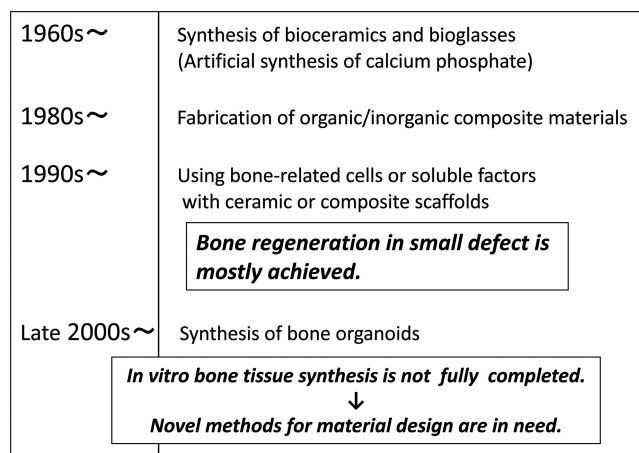 1960s～ Synthesis of bioceramics and bioglasses
(Artificial synthesis of calcium phosphate)
1980s～ Fabrication of organic/inorganic composite materials
1990s～ Using bone-related cells or soluble factors
with ceramic or composite scaffolds
Bone regeneration in small defect is
mostly achieved.
Late 2000s～ Synthesis of bone organoids
In vitro bone tissue synthesis is not fully completed.
↓
Novel methods for material design are in need.